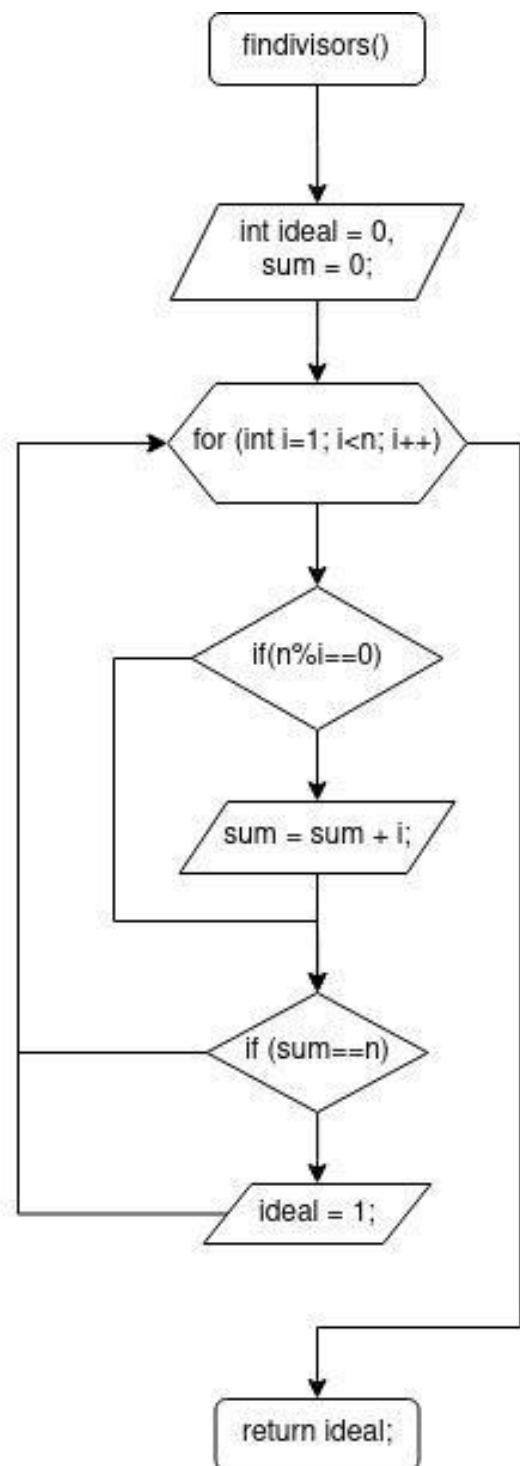 findivisors()
int ideal = 0,
sum = 0;
for (int i=1; i<n; i++)
if(n%i==0)
sum = sum + i;
if (sum==n)
ideal = 1;
return ideal;